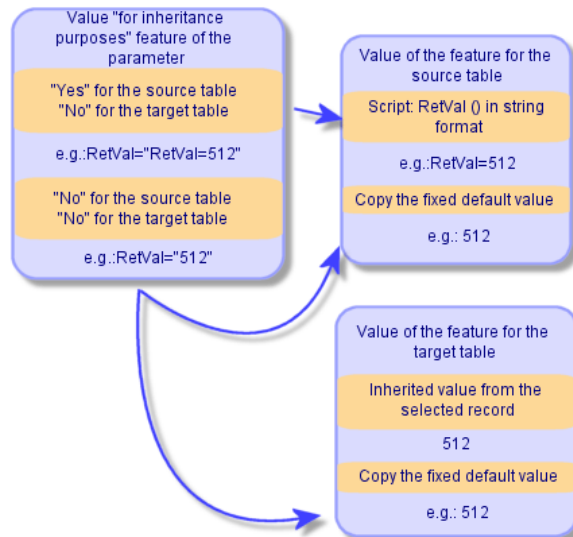 Value "for inheritance
purposes" feature of the
parameter
"Yes" for the source table
"No" for the target table
e.g.:RetVal="RetVal=512"
"No" for the source table
"No" for the target table
e.g.:RetVal="512"
Value of the feature for the
source table
Script: RetVal () in string
format
e.g.:RetVal=512
Copy the fixed default value
e.g.: 512
Value of the feature for the
target table
Inherited value from the
selected record
512
Copy the fixed default value
e.g.: 512